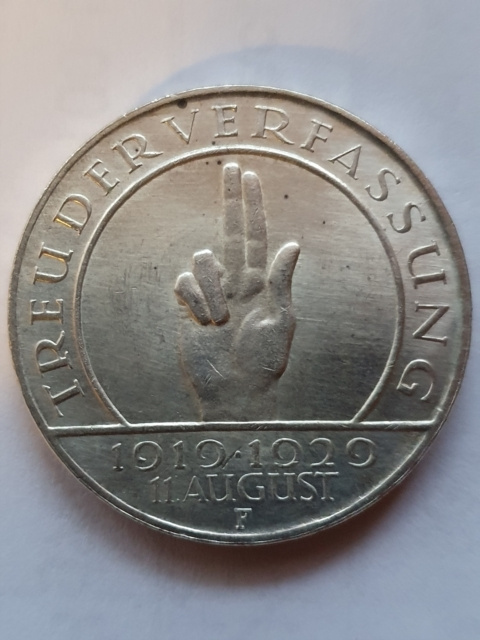 TREU DER VERFASSUNG
1919·1929
11. AUGUST
F